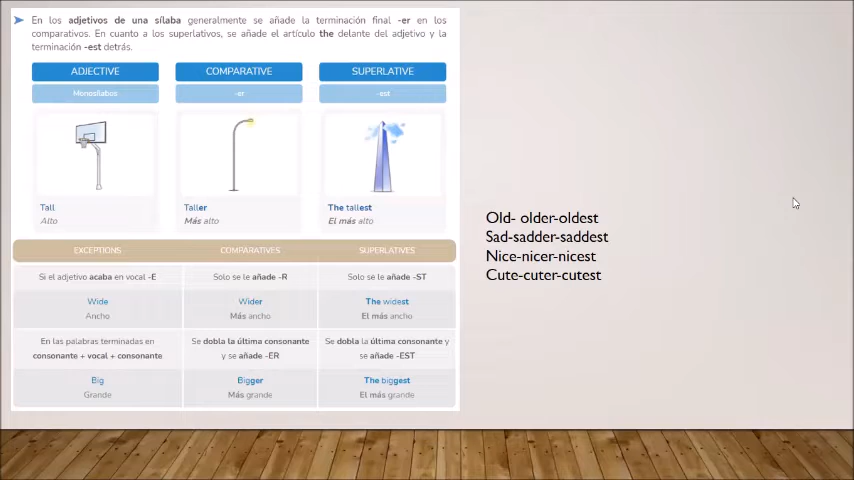 En los adjetivos de una sílaba generalmente se añade la terminación final -er en los
comparativos. En cuanto a los superlativos, se añade el artículo the delante del adjetivo y la
terminación -est detrás.
ADJECTIVE COMPARATIVE SUPERLATIVE
Monosílabos -er -est
Tall Taller The tallest
Alto Más alto El más alto
EXCEPTIONS COMPARATIVES SUPERLATIVES
Si el adjetivo acaba en vocal -E Solo se le añade -R Solo se le añade -ST
Wide Wider The widest
Ancho Más ancho El más ancho
En las palabras terminadas en Se dobla la última consonante Se dobla la última consonante y
consonante + vocal + consonante y se añade -ER se añade -EST
Big Bigger The biggest
Grande Más grande El más grande
Old- older-oldest
Sad-sadder-saddest
Nice-nicer-nicest
Cute-cuter-cutest